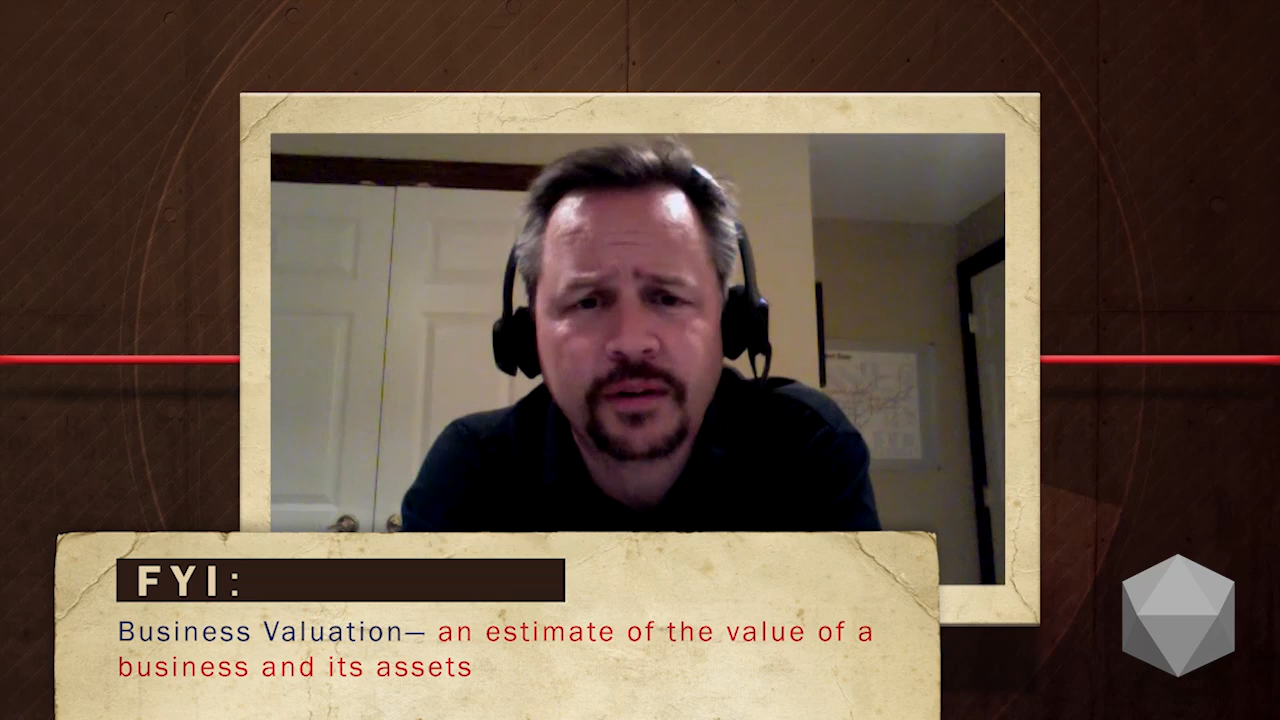 FYI:
Business Valuation— an estimate of the value of a
business and its assets